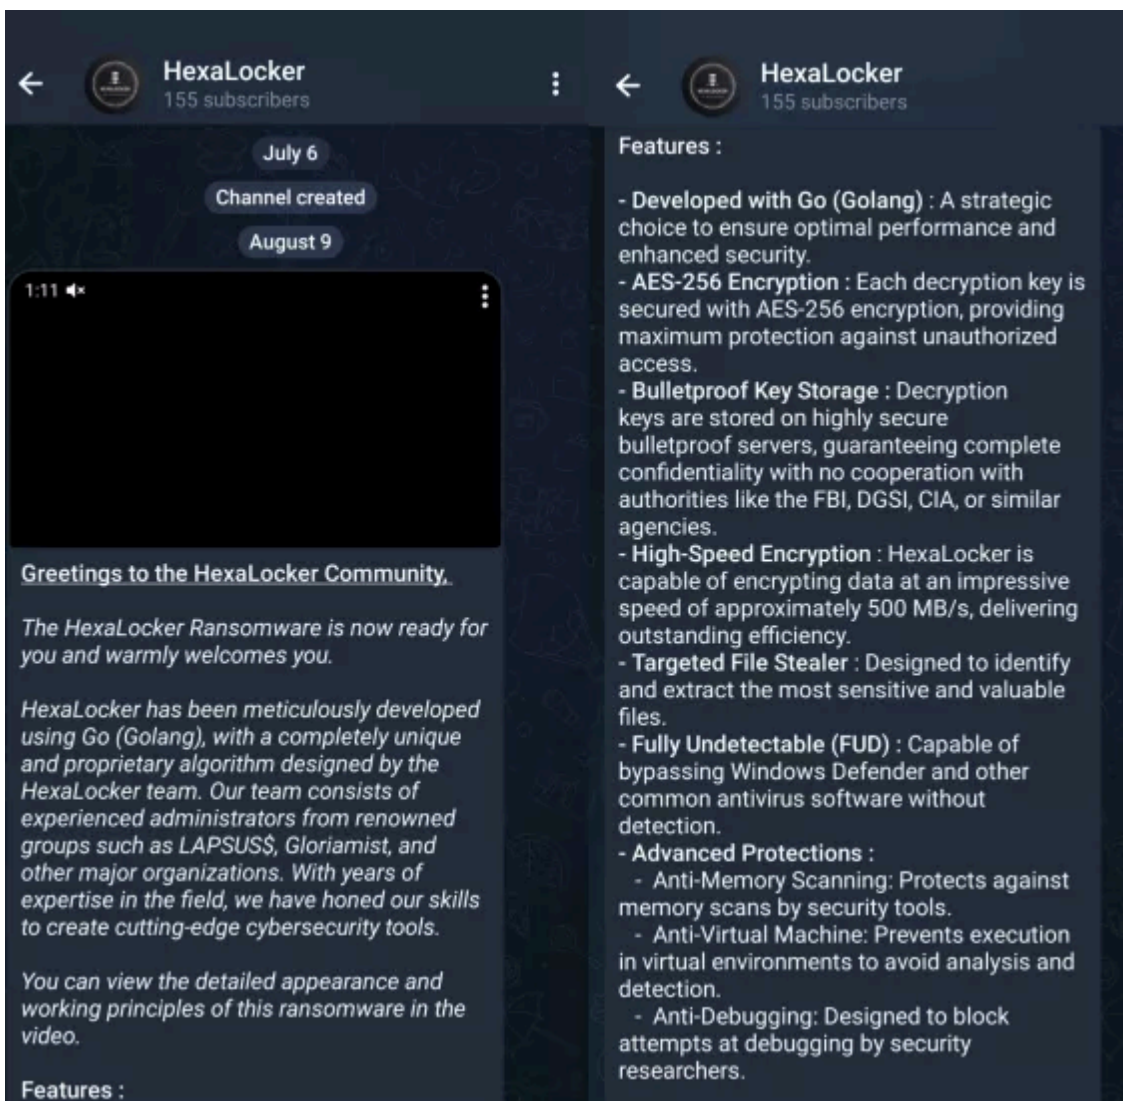 HexaLocker
155 subscribers
July 6
Channel created
August 9
1:11
Greetings to the HexaLocker Community,
The HexaLocker Ransomware is now ready for
you and warmly welcomes you.
HexaLocker has been meticulously developed
using Go (Golang), with a completely unique
and proprietary algorithm designed by the
HexaLocker team. Our team consists of
experienced administrators from renowned
groups such as LAPSUS$, Gloriamist, and
other major organizations. With years of
expertise in the field, we have honed our skills
to create cutting-edge cybersecurity tools.
You can view the detailed appearance and
working principles of this ransomware in the
video.
Features :
HexaLocker
155 subscribers
Features :
- Developed with Go (Golang) : A strategic
choice to ensure optimal performance and
enhanced security.
- AES-256 Encryption : Each decryption key is
secured with AES-256 encryption, providing
maximum protection against unauthorized
access.
- Bulletproof Key Storage : Decryption
keys are stored on highly secure
bulletproof servers, guaranteeing complete
confidentiality with no cooperation with
authorities like the FBI, DGSI, CIA, or similar
agencies.
- High-Speed Encryption : HexaLocker is
capable of encrypting data at an impressive
speed of approximately 500 MB/s, delivering
outstanding efficiency.
- Targeted File Stealer : Designed to identify
and extract the most sensitive and valuable
files.
- Fully Undetectable (FUD) : Capable of
bypassing Windows Defender and other
common antivirus software without
detection.
- Advanced Protections :
- Anti-Memory Scanning: Protects against
memory scans by security tools.
- Anti-Virtual Machine: Prevents execution
in virtual environments to avoid analysis and
detection.
- Anti-Debugging: Designed to block
attempts at debugging by security
researchers.